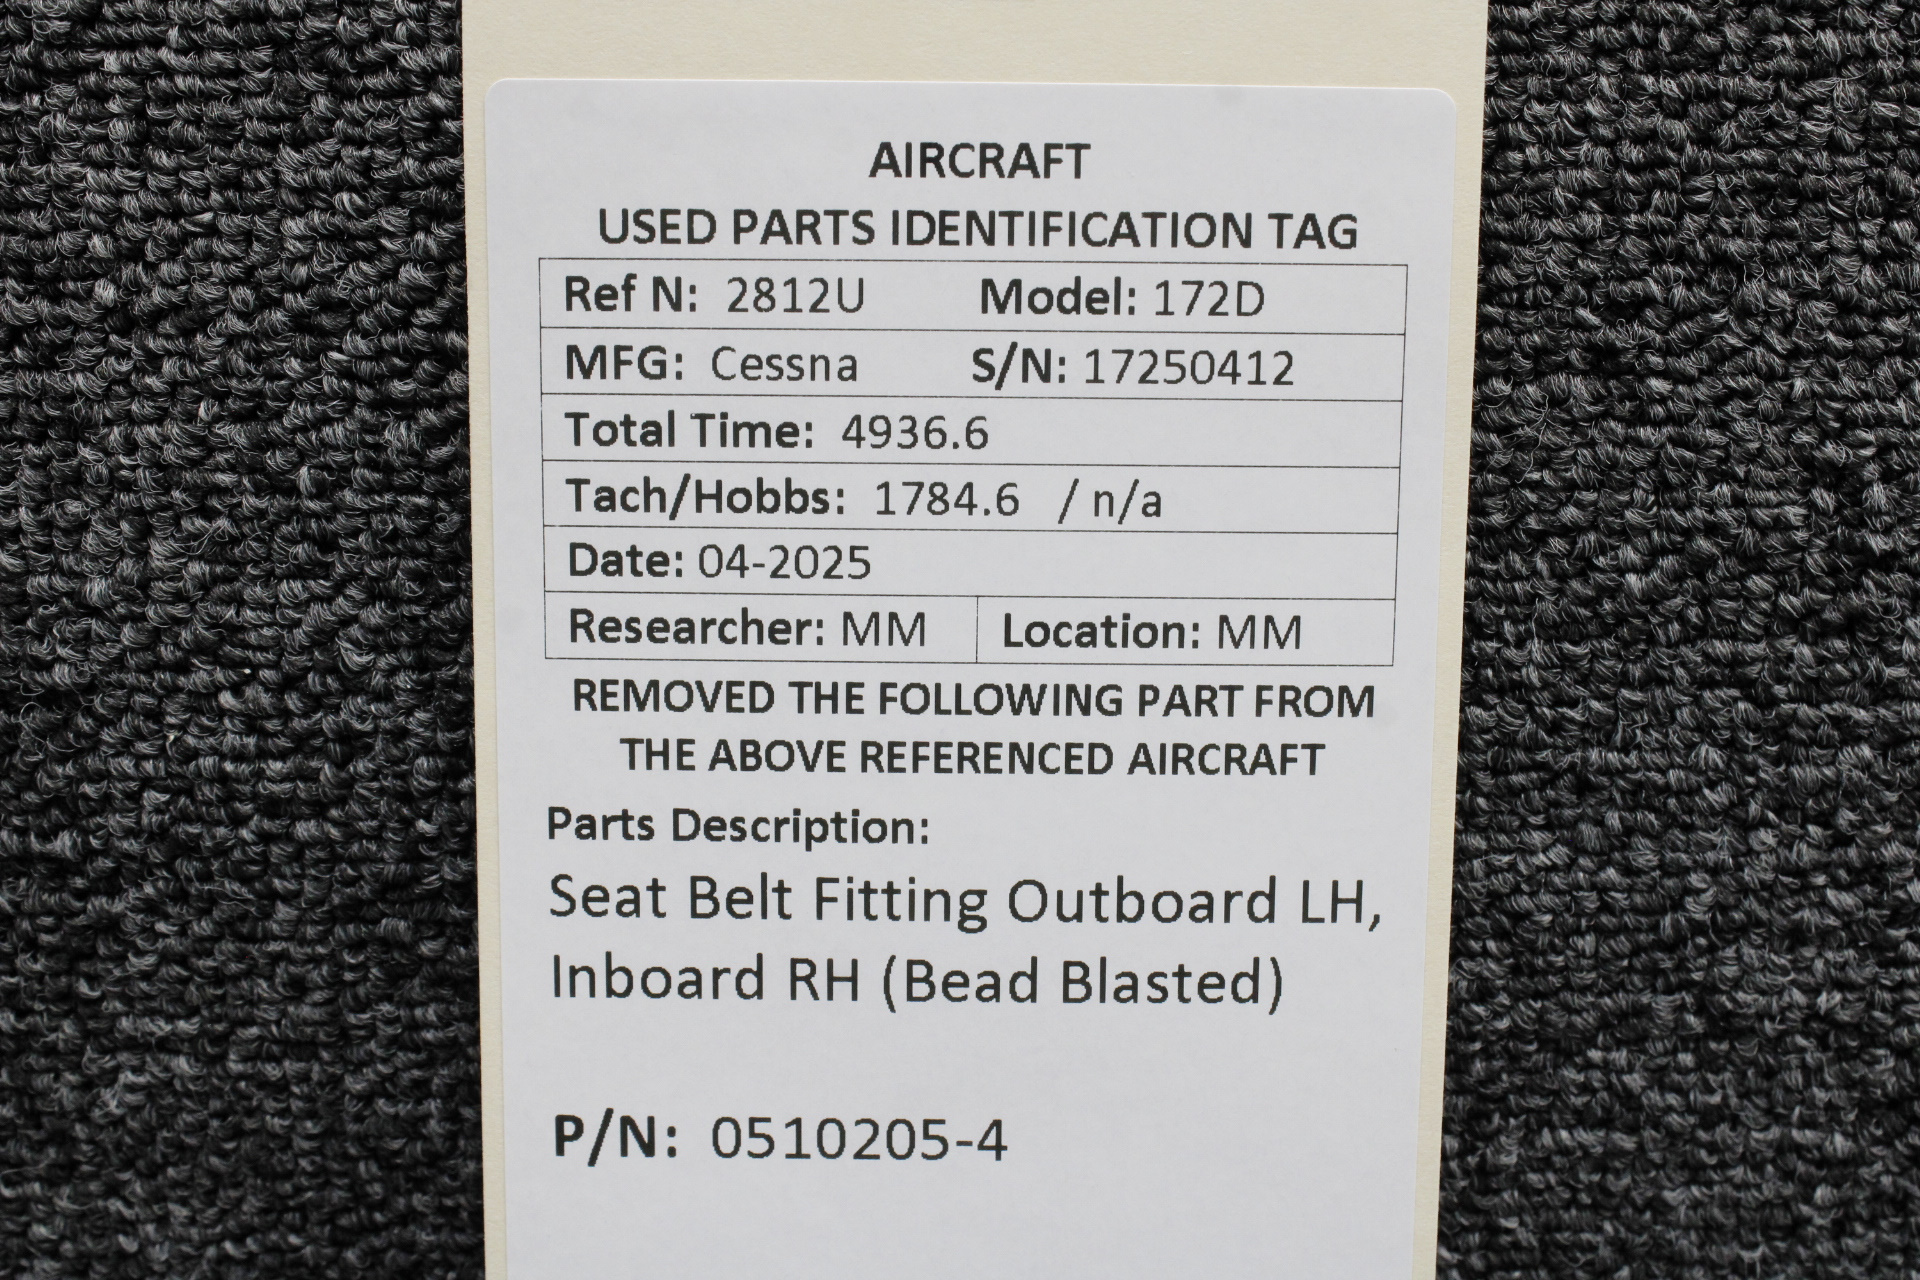 AIRCRAFT
USED PARTS IDENTIFICATION TAG
Ref N: 2812U Model: 172D
MFG: Cessna S/N: 17250412
Total Time: 4936.6
Tach/Hobbs: 1784.6 / n/a
Date: 04-2025
Researcher: MM Location: MM
REMOVED THE FOLLOWING PART FROM
THE ABOVE REFERENCED AIRCRAFT
Parts Description:
Seat Belt Fitting Outboard LH,
Inboard RH (Bead Blasted)
P/N: 0510205-4